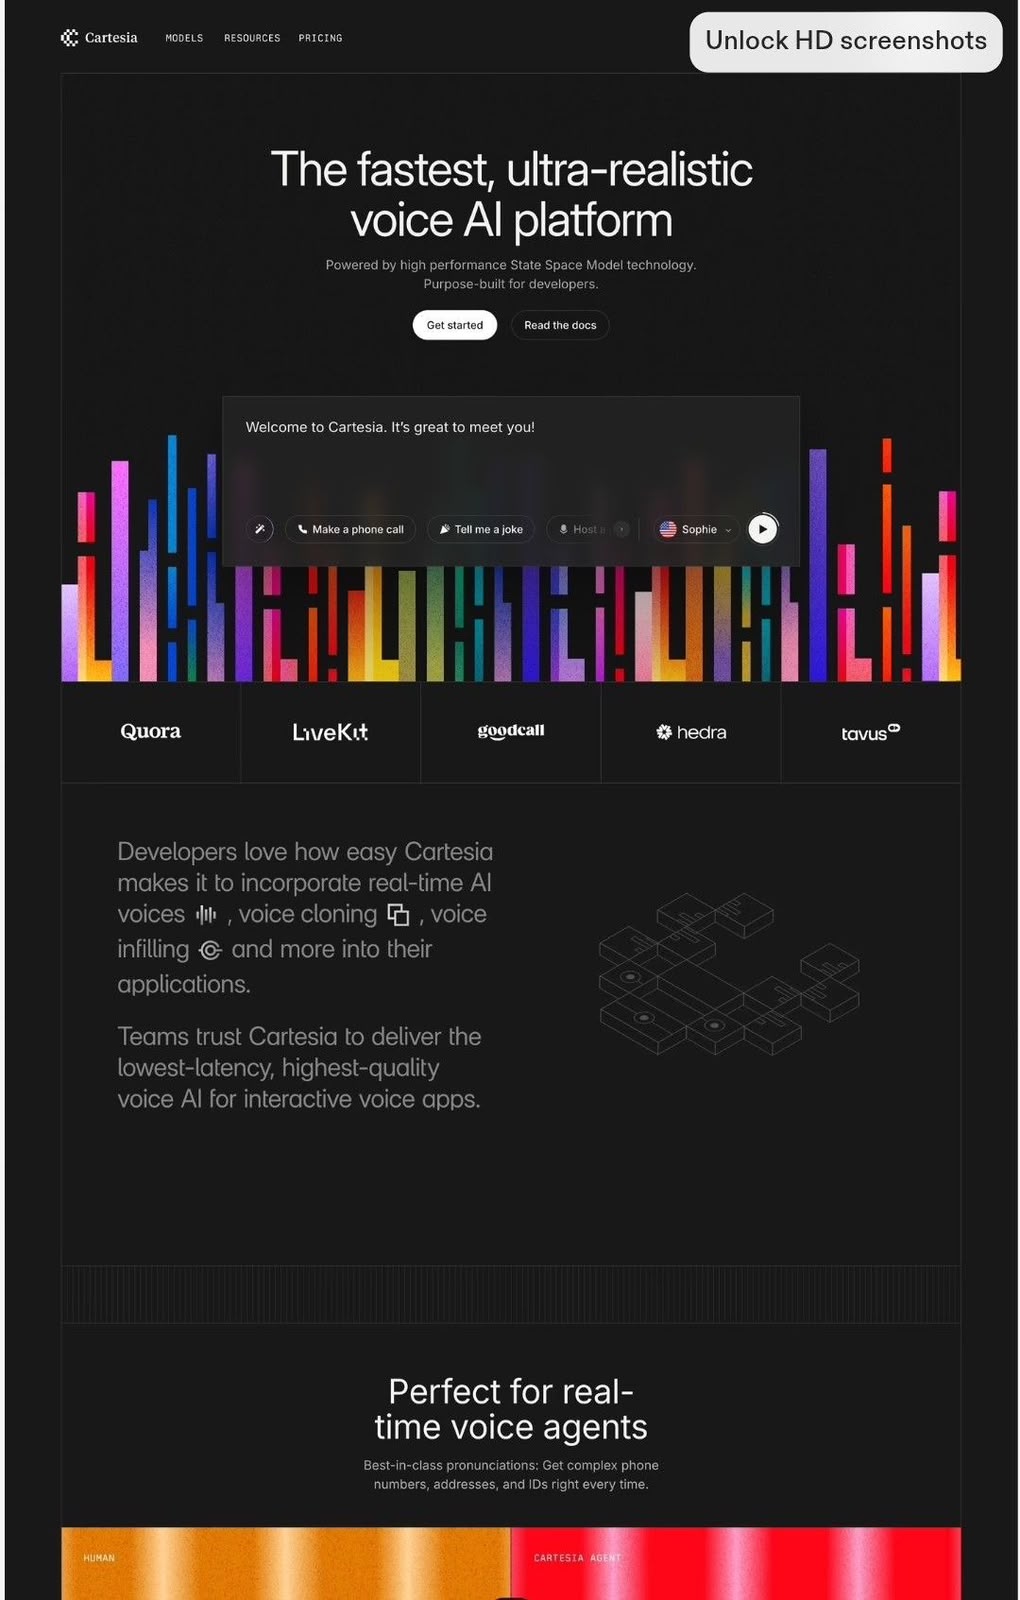 Cartesia
MODELS
RESOURCES
PRICING
Unlock HD screenshots
The fastest, ultra-realistic
voice AI platform
Powered by high performance State Space Model technology.
Purpose-built for developers.
Get started
Read the docs
Welcome to Cartesia. It’s great to meet you!
Make a phone call
Tell me a joke
Host a
Sophie
Quora
LiveKit
goodcall
hedra
tavus
Developers love how easy Cartesia
makes it to incorporate real-time AI
voices , voice cloning , voice
infilling and more into their
applications.
Teams trust Cartesia to deliver the
lowest-latency, highest-quality
voice AI for interactive voice apps.
Perfect for real-
time voice agents
Best-in-class pronunciations: Get complex phone
numbers, addresses, and IDs right every time.
HUMAN
CARTESIA AGENT